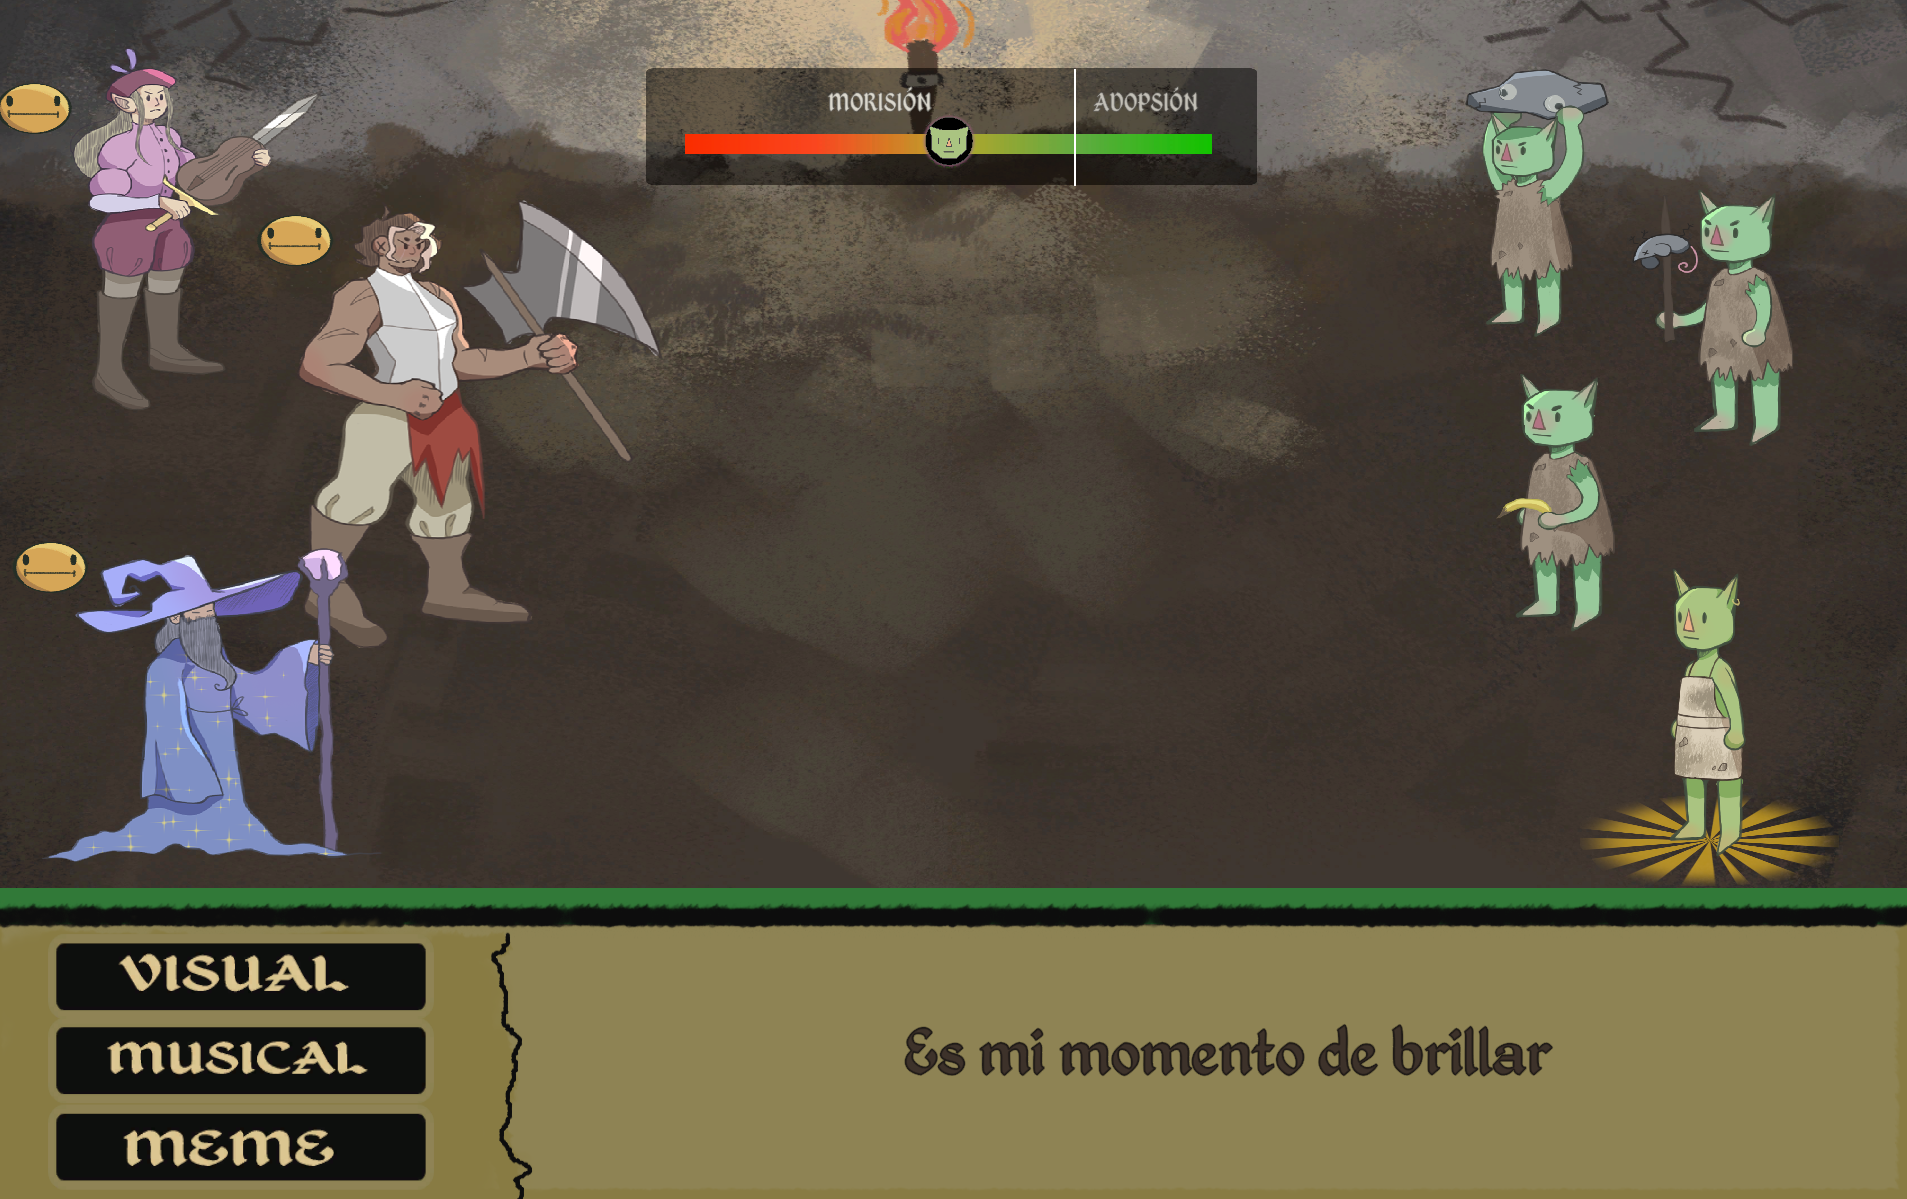 MORISIÓN
ADOPSIÓN
VISUAL
MUSICAL
MEME
Es mi momento de brillar